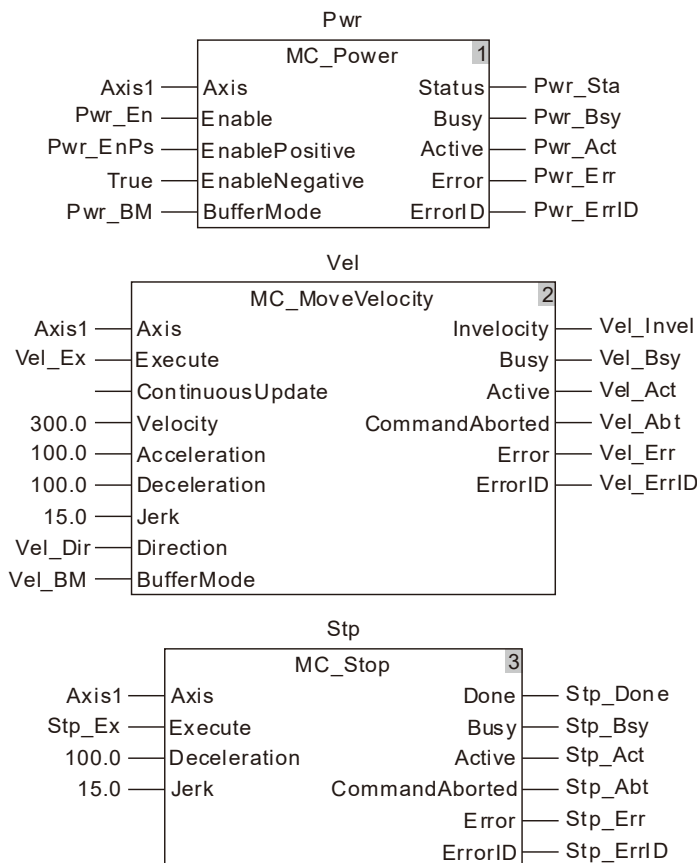 Pwr
MC_Power 1
Axis1 Axis Status Pwr_Sta
Pwr_En Enable Busy Pwr_Bsy
Pwr_EnPs EnablePositive Active Pwr_Act
True EnableNegative Error Pwr_Err
Pwr_BM BufferMode ErrorID Pwr_ErrID
Vel
MC_MoveVelocity 2
Axis1 Axis Invelocity Vel_Invel
Vel_Ex Execute Busy Vel_Bsy
ContinuousUpdate Active Vel_Act
300.0 Velocity CommandAborted Vel_Abt
100.0 Acceleration Error Vel_Err
100.0 Deceleration ErrorID Vel_ErrID
15.0 Jerk
Vel_Dir Direction
Vel_BM BufferMode
Stp
MC_Stop 3
Axis1 Axis Done Stp_Done
Stp_Ex Execute Busy Stp_Bsy
100.0 Deceleration Active Stp_Act
15.0 Jerk CommandAborted Stp_Abt
Error Stp_Err
ErrorID Stp_ErrID